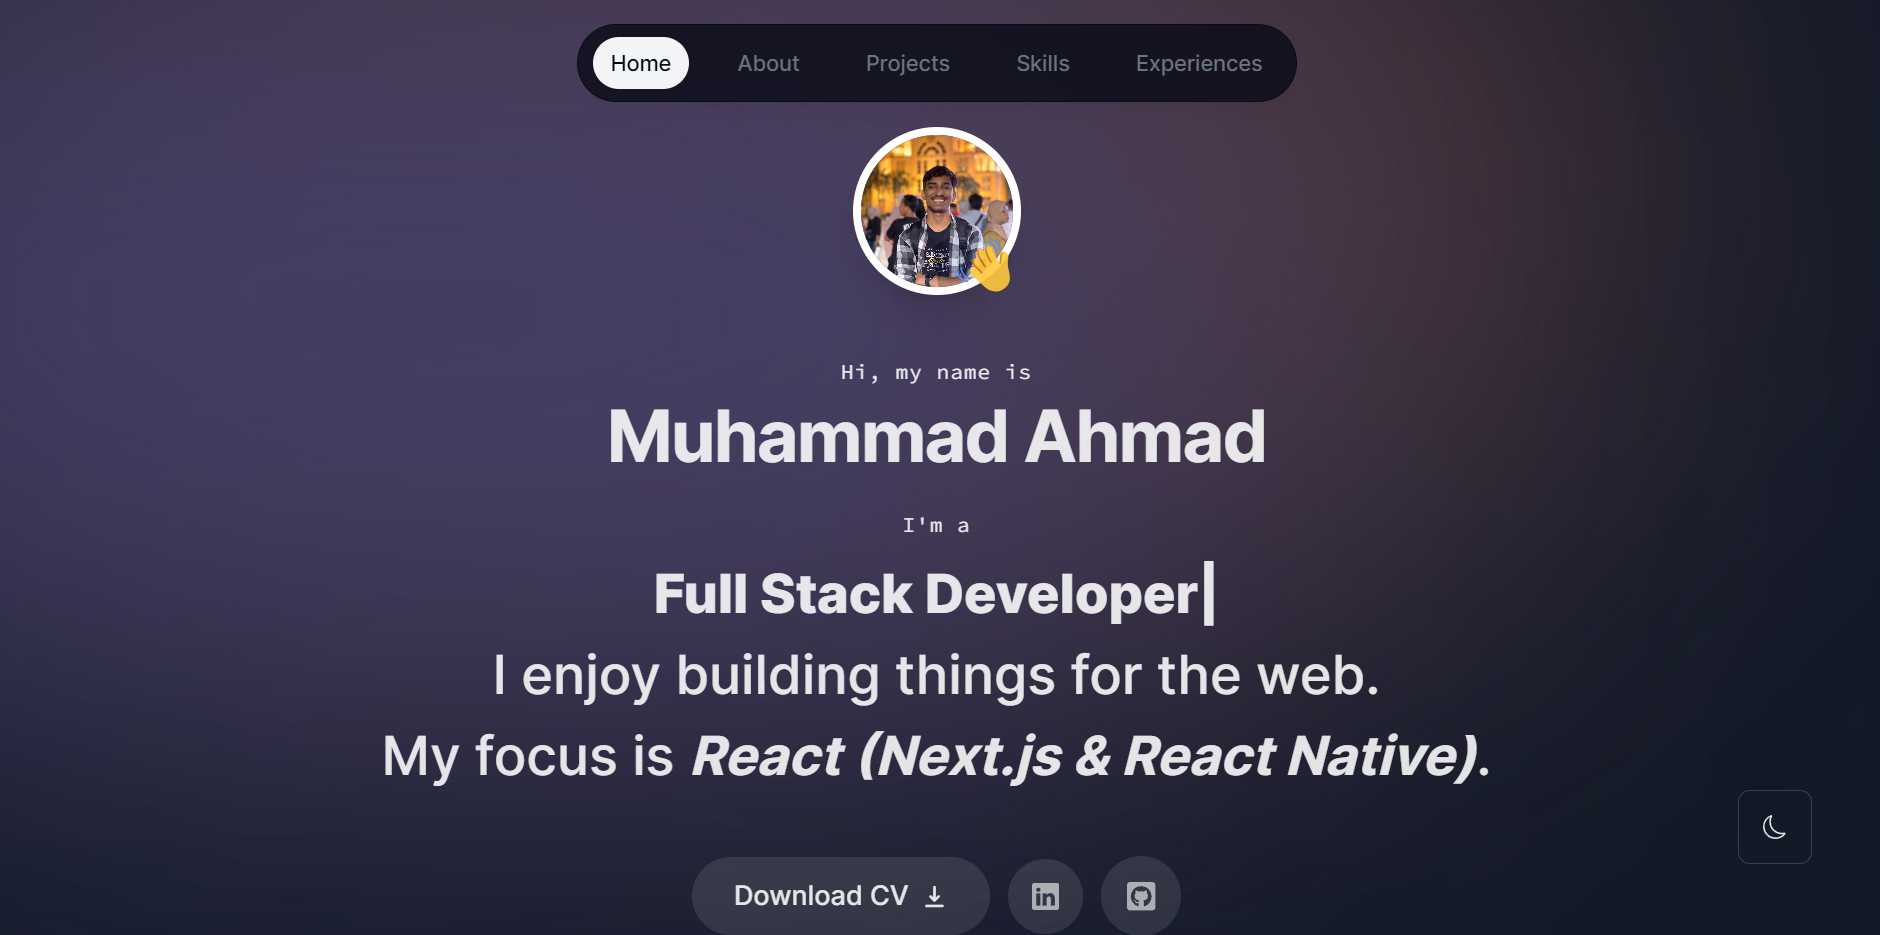 Home About Projects Skills Experiences
Hi, my name is
Muhammad Ahmad
I'm a
Full Stack Developer|
I enjoy building things for the web.
My focus is React (Next.js & React Native).
Download CV
in